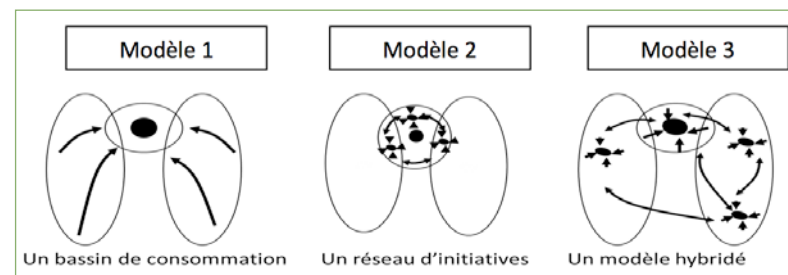 Modèle 1
Modèle 2
Modèle 3
Un bassin de consommation
Un réseau d'initiatives
Un modèle hybridé